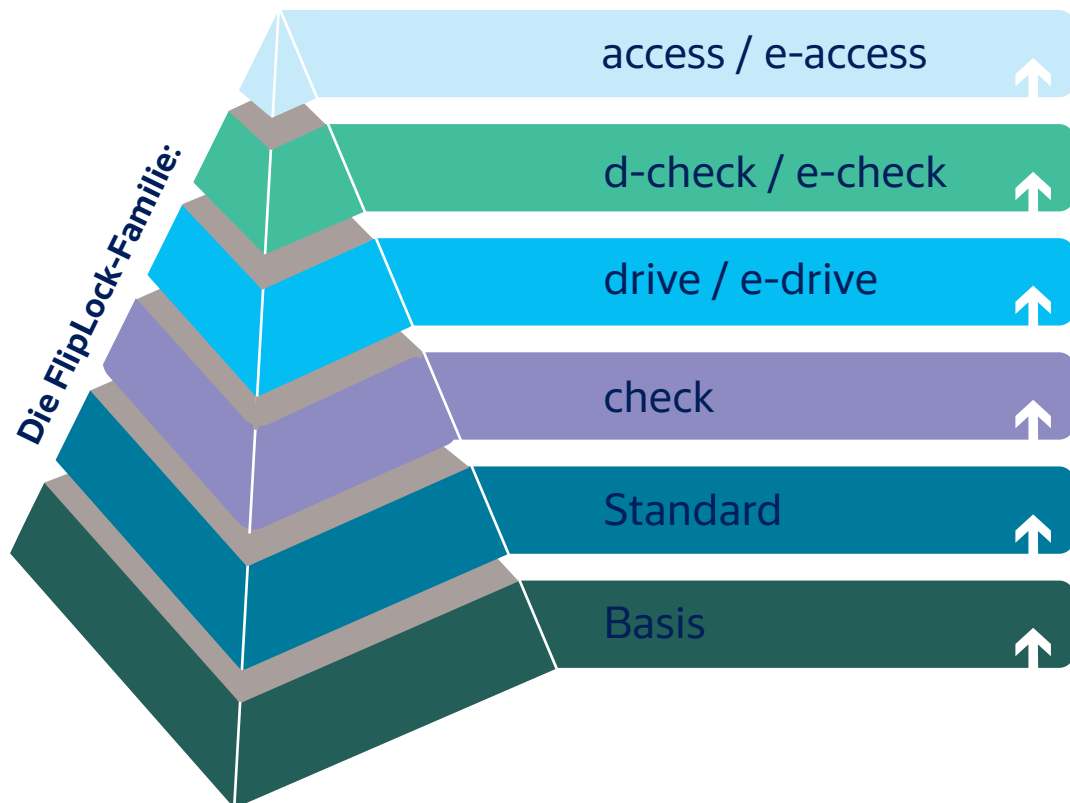 Die FlipLock-Familie:
access / e-access
d-check / e-check
drive / e-drive
check
Standard
Basis